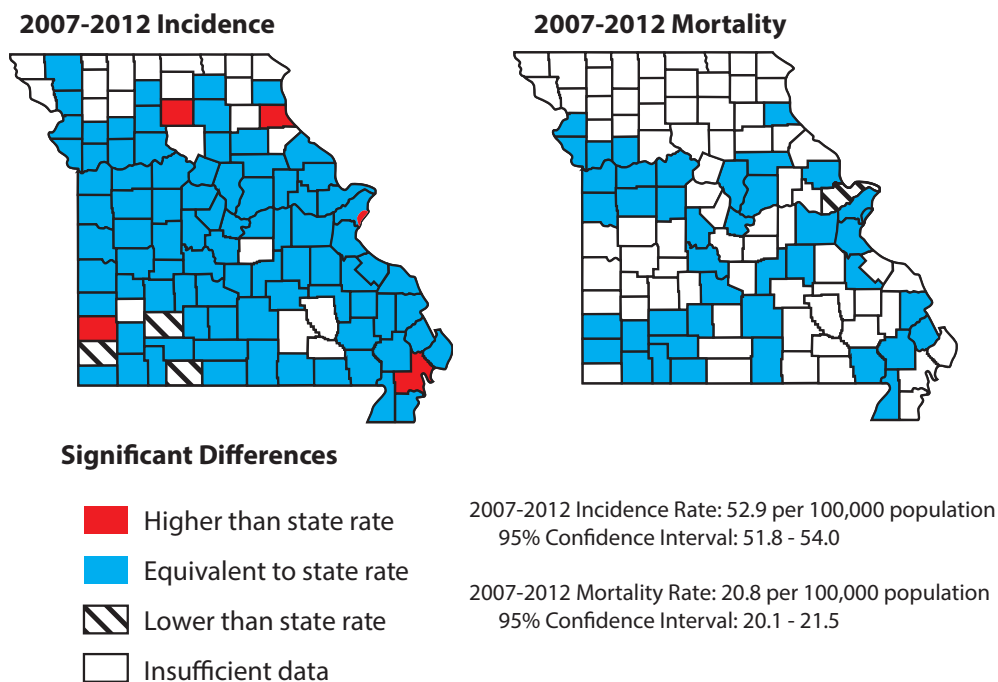 2007-2012 Incidence
2007-2012 Mortality
Significant Differences
Higher than state rate
Equivalent to state rate
Lower than state rate
Insufficient data
2007-2012 Incidence Rate: 52.9 per 100,000 population
95% Confidence Interval: 51.8 - 54.0
2007-2012 Mortality Rate: 20.8 per 100,000 population
95% Confidence Interval: 20.1 - 21.5